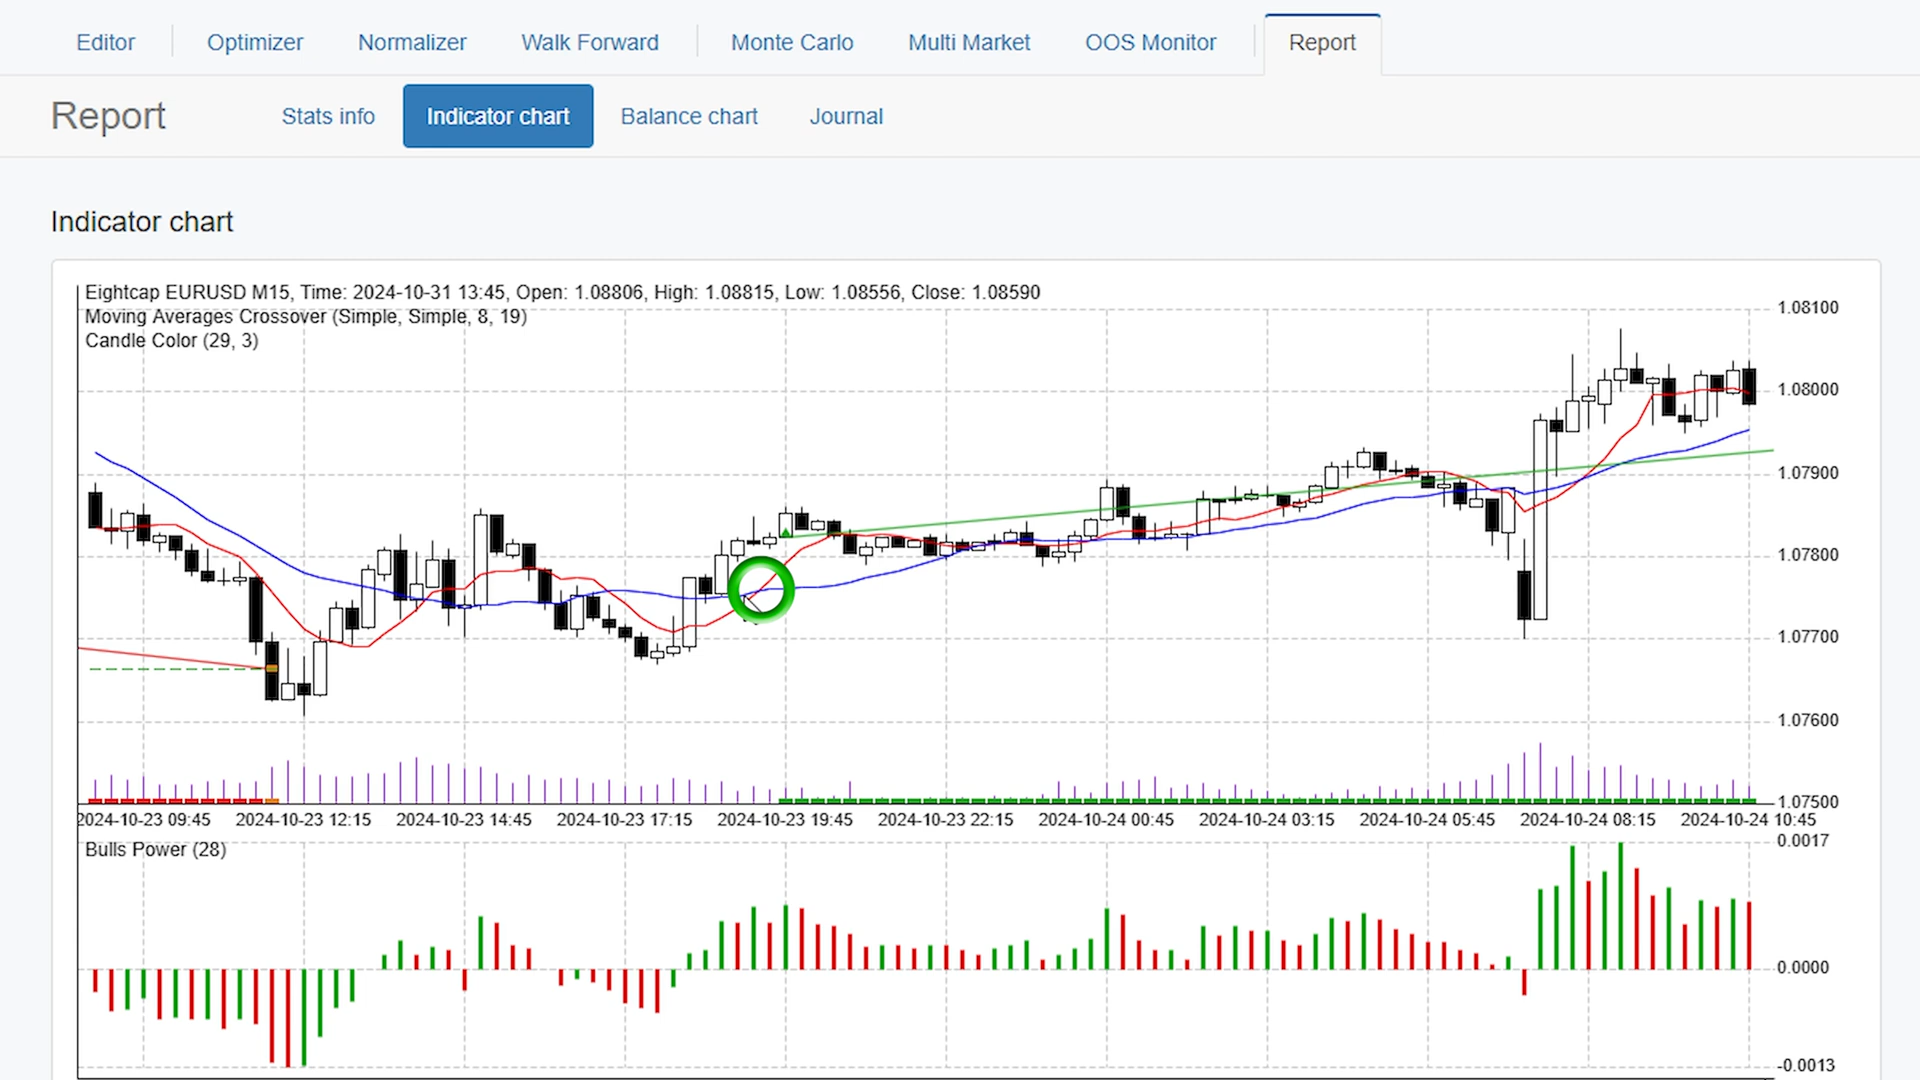 Editor Optimizer Normalizer Walk Forward Monte Carlo Multi Market OOS Monitor Report
Report Stats info Indicator chart Balance chart Journal
Indicator chart
Eightcap EURUSD M15, Time: 2024-10-31 13:45, Open: 1.08806, High: 1.08815, Low: 1.08556, Close: 1.08590
Moving Averages Crossover (Simple, Simple, 8, 19)
Candle Color (29, 3)
1.08100
1.08000
1.07900
1.07800
1.07700
1.07600
1.07500
2024-10-23 09:45 2024-10-23 12:15 2024-10-23 14:45 2024-10-23 17:15 2024-10-23 19:45 2024-10-23 22:15 2024-10-24 00:45 2024-10-24 03:15 2024-10-24 05:45 2024-10-24 08:15 2024-10-24 10:45
Bulls Power (28)
0.0017
0.0000
-0.0013